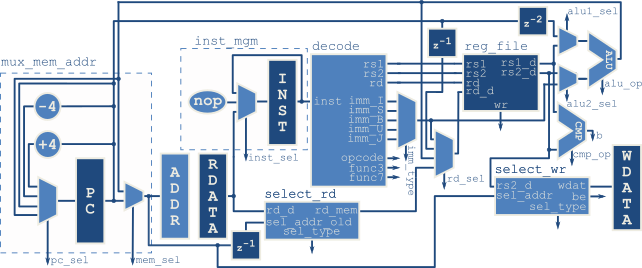 mux_mem_addr
-4
+4
PC
pc_sel
mem_sel
ADDR
RDATA
inst_mgm
nop
INST
inst_sel
decode
inst
imm_I
imm_S
imm_B
imm_U
imm_J
rs1
rs2
rd
opcode
func3
func7
imm_type
select_rd
rd_d
rd_mem
sel_addr_old
sel_type
z-1
z-1
rd_sel
reg_file
rs1
rs2
rd
rd_d
rs1_d
rs2_d
wr
z-2
alu1_sel
alu2_sel
ALU
alu_op
CMP
b
cmp_op
select_wr
rs2_d
wdat
sel_addr
be
sel_type
WDATA